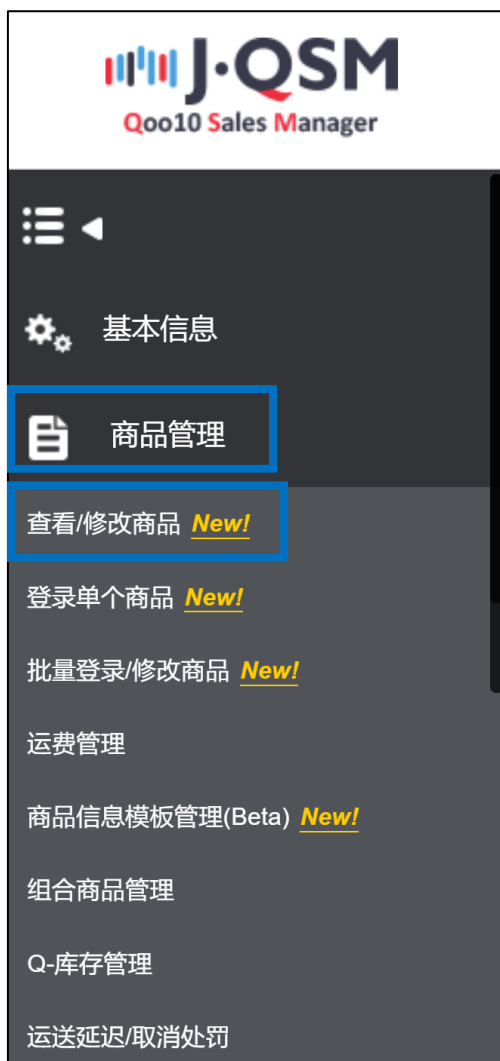 J·QSM
Qoo10 Sales Manager
基本信息
商品管理
查看/修改商品 New!
登录单个商品 New!
批量登录/修改商品 New!
运费管理
商品信息模板管理(Beta) New!
组合商品管理
Q-库存管理
运送延迟/取消处罚